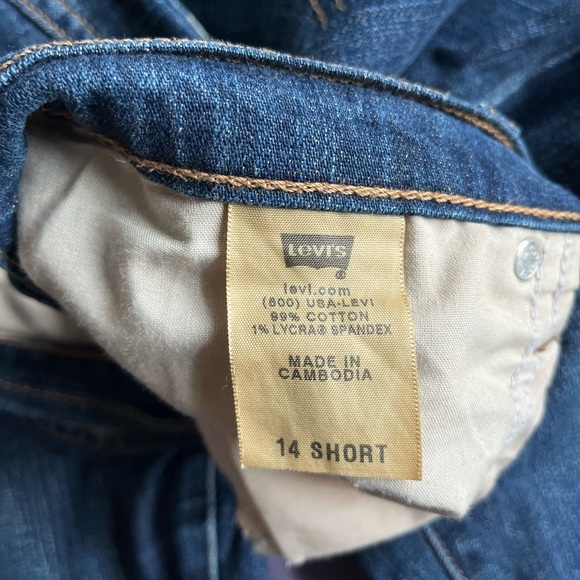 LEVI'S
®
levi.com
(800) USA-LEVI
99% COTTON
1% LYCRA® SPANDEX
MADE IN
CAMBODIA
14 SHORT